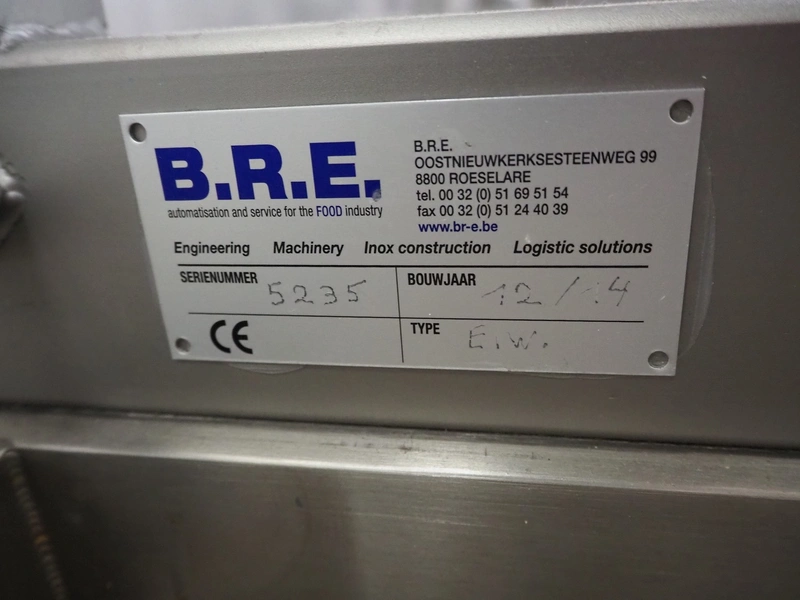 B.R.E.
automatisation and service for the FOOD industry
B.R.E.
OOSTNIEUWKERKSESTEENWEG 99
8800 ROESELARE
tel. 00 32 (0) 51 69 51 54
fax 00 32 (0) 51 24 40 39
www.br-e.be
Engineering Machinery Inox construction Logistic solutions
SERIENUMMER 5235 BOUWJAAR 12/14
CE TYPE E.W.